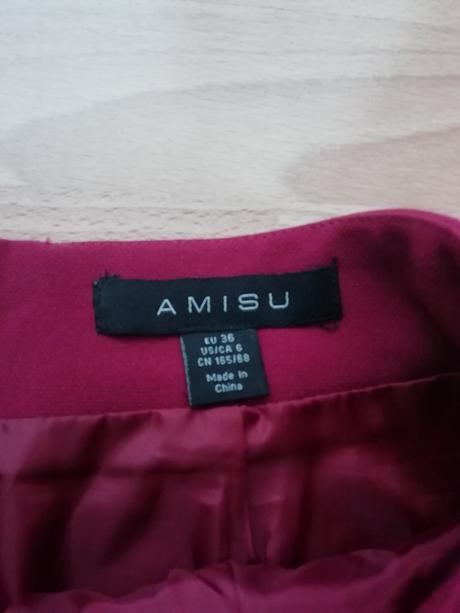 AMISU
EU 36
US/CA 6
CN 165/68
Made in
China